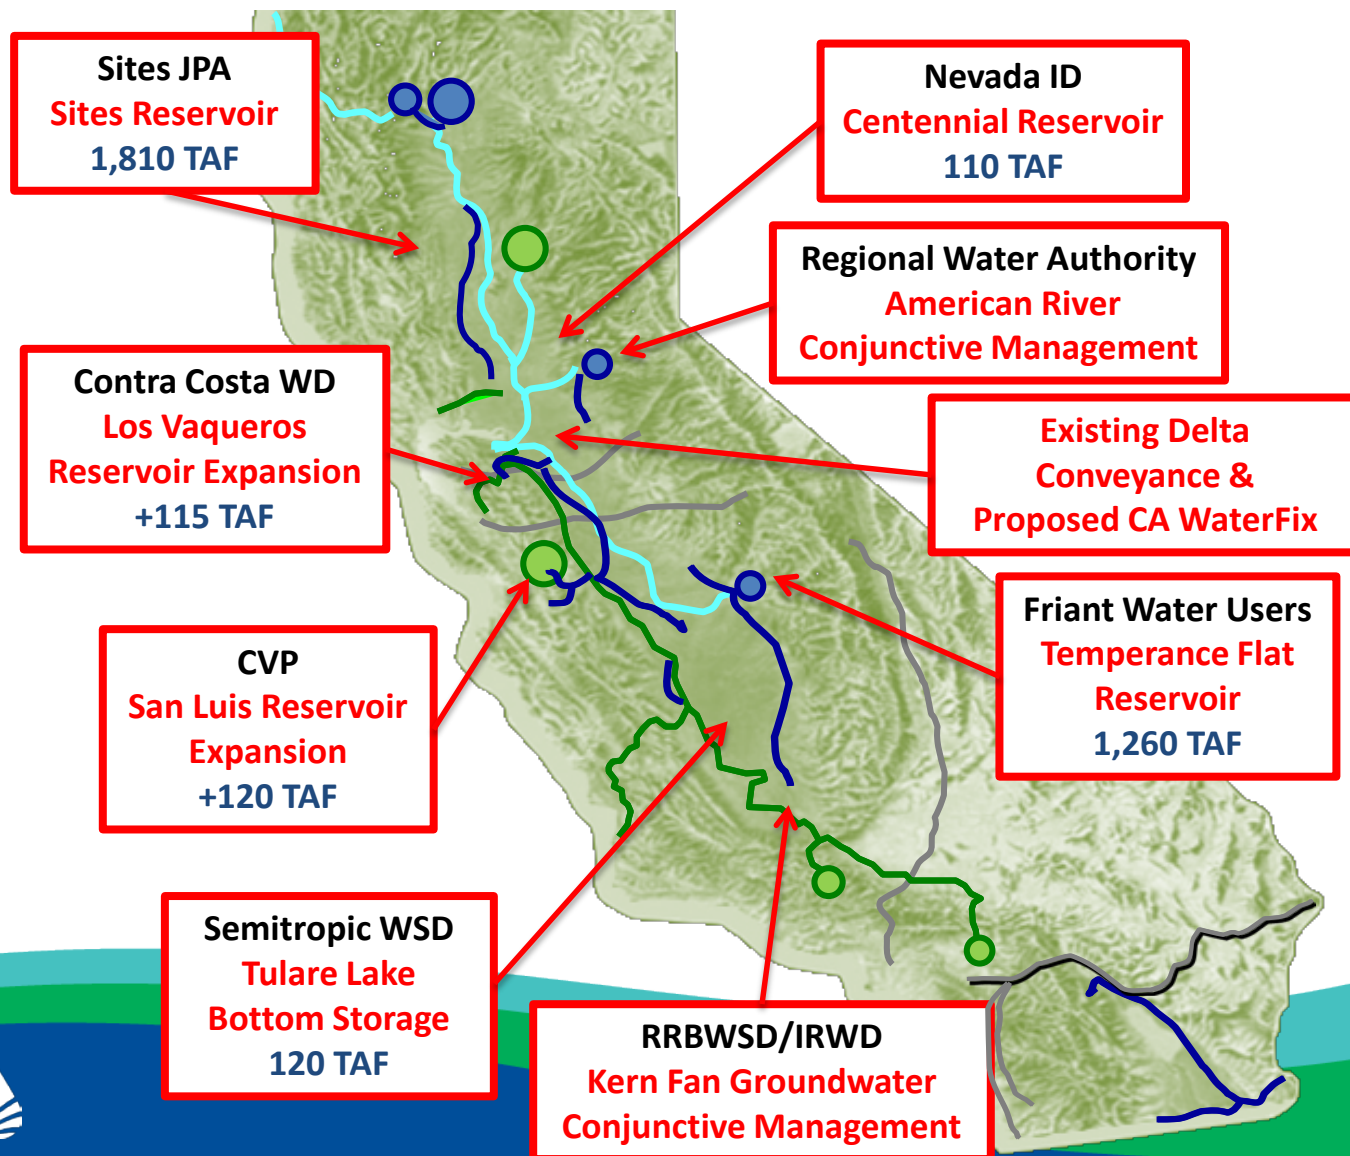 Sites JPA
Sites Reservoir
1,810 TAF
Nevada ID
Centennial Reservoir
110 TAF
Regional Water Authority
American River
Conjunctive Management
Contra Costa WD
Los Vaqueros
Reservoir Expansion
+115 TAF
Existing Delta
Conveyance &
Proposed CA WaterFix
Friant Water Users
Temperance Flat
Reservoir
1,260 TAF
CVP
San Luis Reservoir
Expansion
+120 TAF
Semitropic WSD
Tulare Lake
Bottom Storage
120 TAF
RRBWSD/IRWD
Kern Fan Groundwater
Conjunctive Management